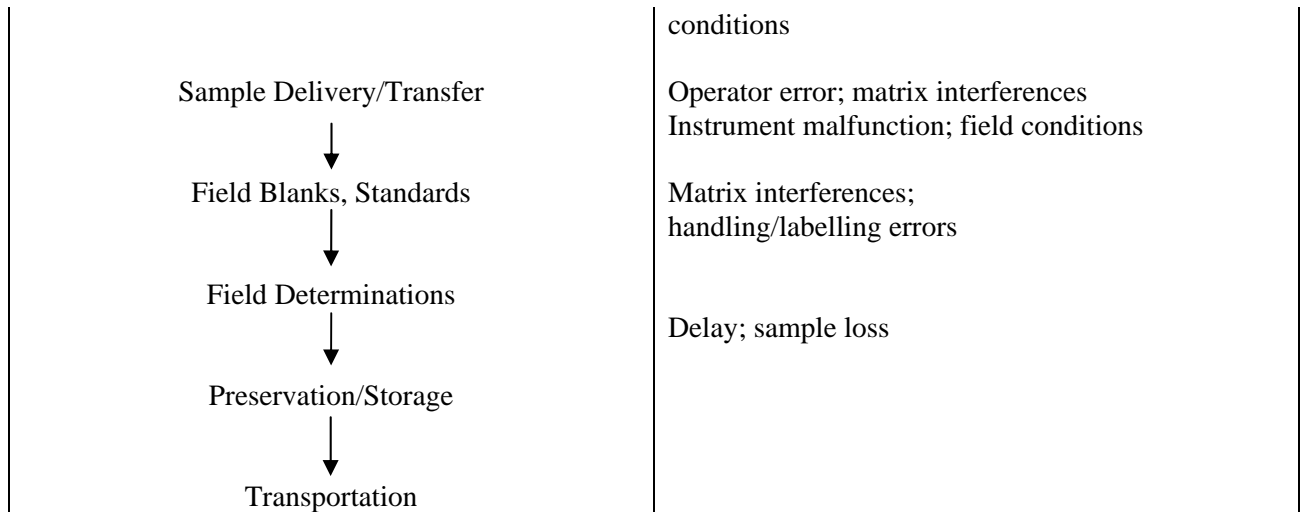 conditions
Sample Delivery/Transfer
Operator error; matrix interferences
Instrument malfunction; field conditions
Field Blanks, Standards
Matrix interferences;
handling/labelling errors
Field Determinations
Delay; sample loss
Preservation/Storage
Transportation